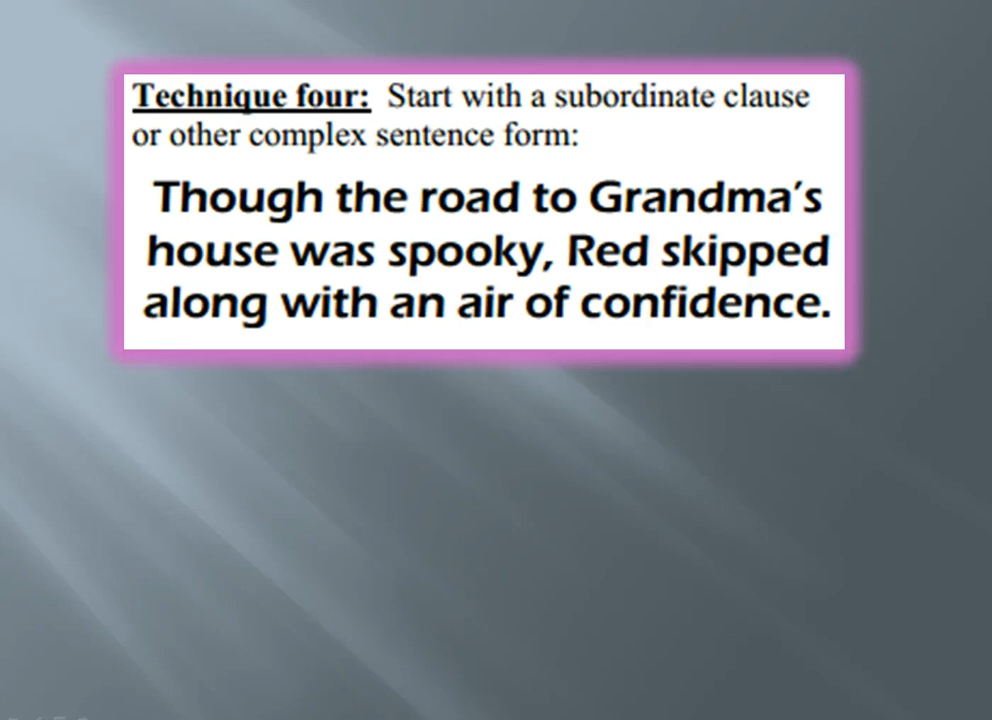 Technique four: Start with a subordinate clause
or other complex sentence form:
Though the road to Grandma's
house was spooky, Red skipped
along with an air of confidence.